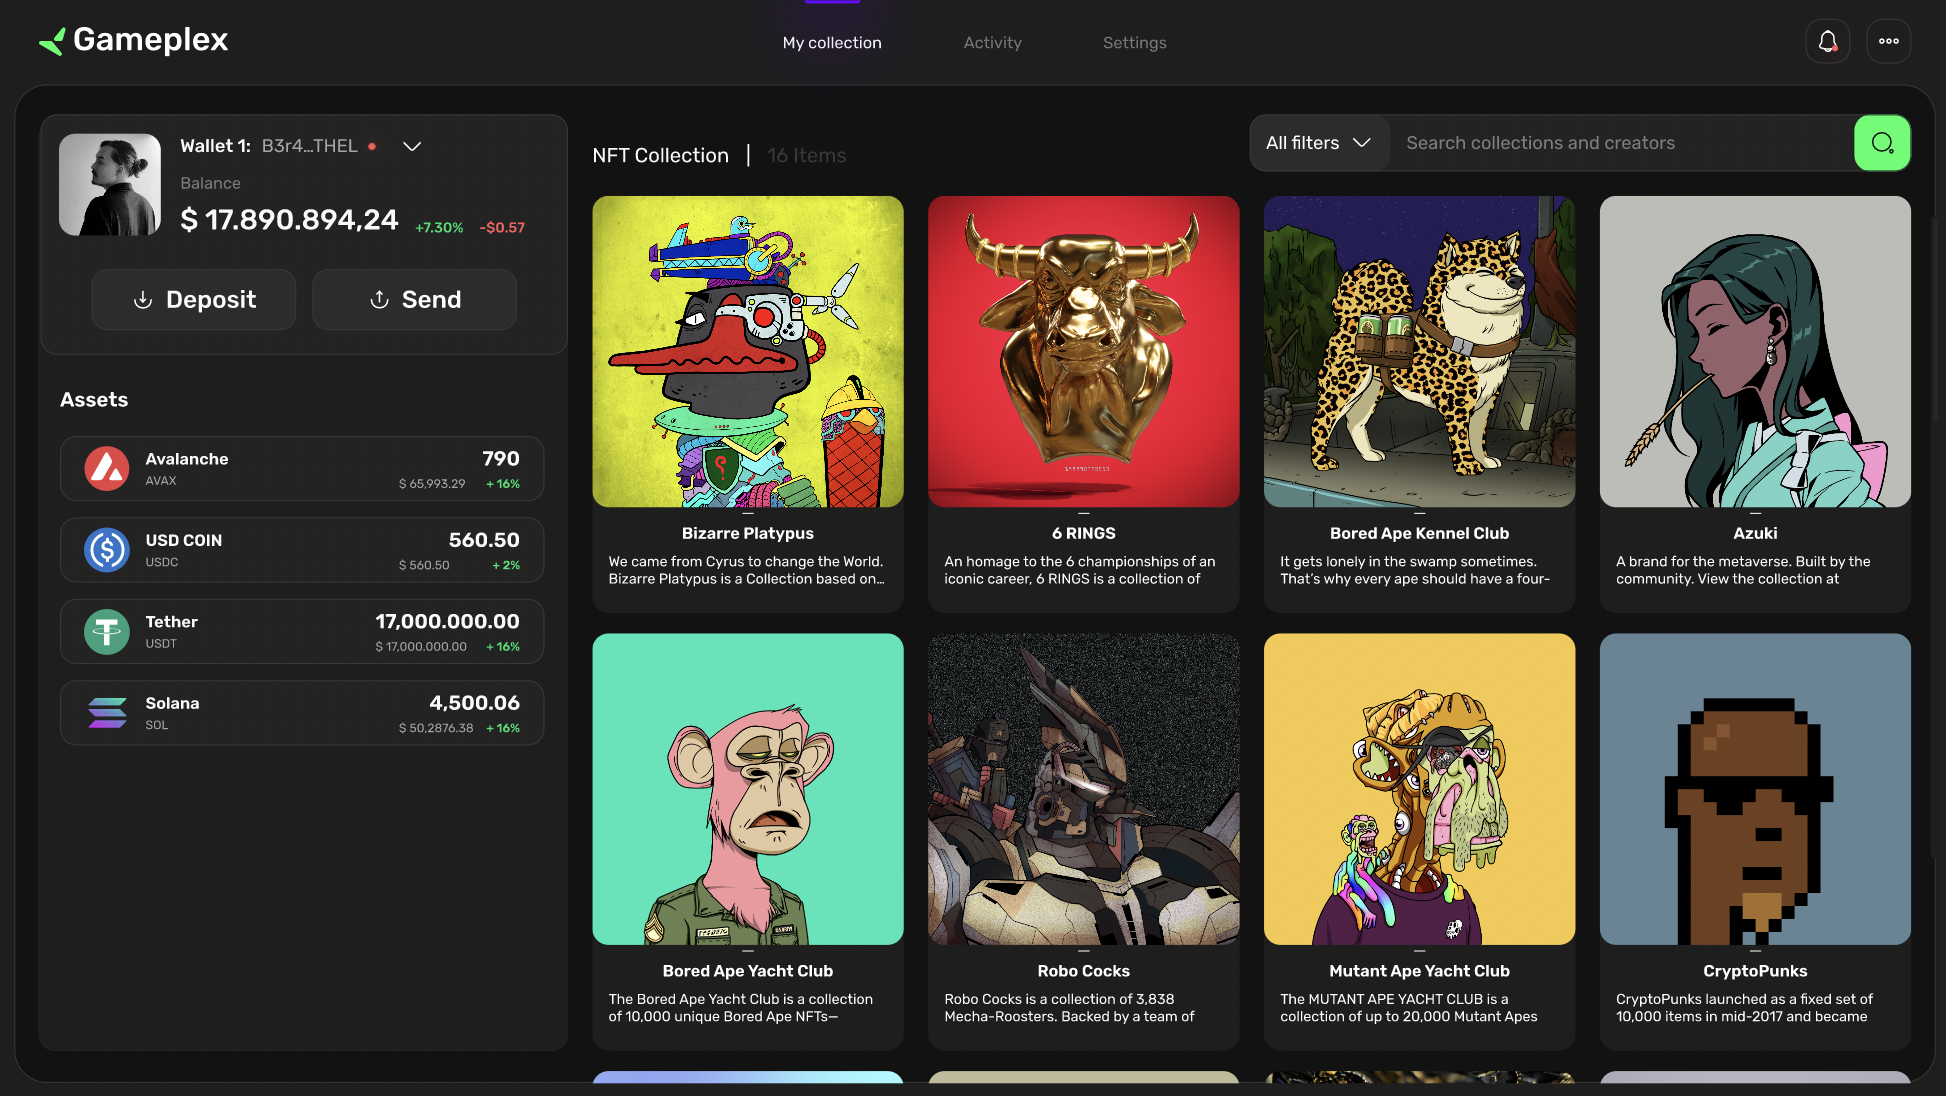 Gameplex
My collection
Activity
Settings
Wallet 1: B3r4...THEL
Balance
$ 17.890.894,24 +7.30% -$0.57
Deposit
Send
Assets
Avalanche 790
AVAX $ 65,993.29 + 16%
USD COIN 560.50
USDC $ 560.50 + 2%
Tether 17,000.000.00
USDT $ 17,000.000.00 + 16%
Solana 4,500.06
SOL $ 50,2876.38 + 16%
NFT Collection | 16 Items
All filters
Search collections and creators
Bizarre Platypus
We came from Cyrus to change the World.
Bizarre Platypus is a Collection based on...
6 RINGS
An homage to the 6 championships of an
iconic career, 6 RINGS is a collection of
Bored Ape Kennel Club
It gets lonely in the swamp sometimes.
That's why every ape should have a four-
Azuki
A brand for the metaverse. Built by the
community. View the collection at
Bored Ape Yacht Club
The Bored Ape Yacht Club is a collection
of 10,000 unique Bored Ape NFTs—
Robo Cocks
Robo Cocks is a collection of 3,838
Mecha-Roosters. Backed by a team of
Mutant Ape Yacht Club
The MUTANT APE YACHT CLUB is a
collection of up to 20,000 Mutant Apes
CryptoPunks
CryptoPunks launched as a fixed set of
10,000 items in mid-2017 and became